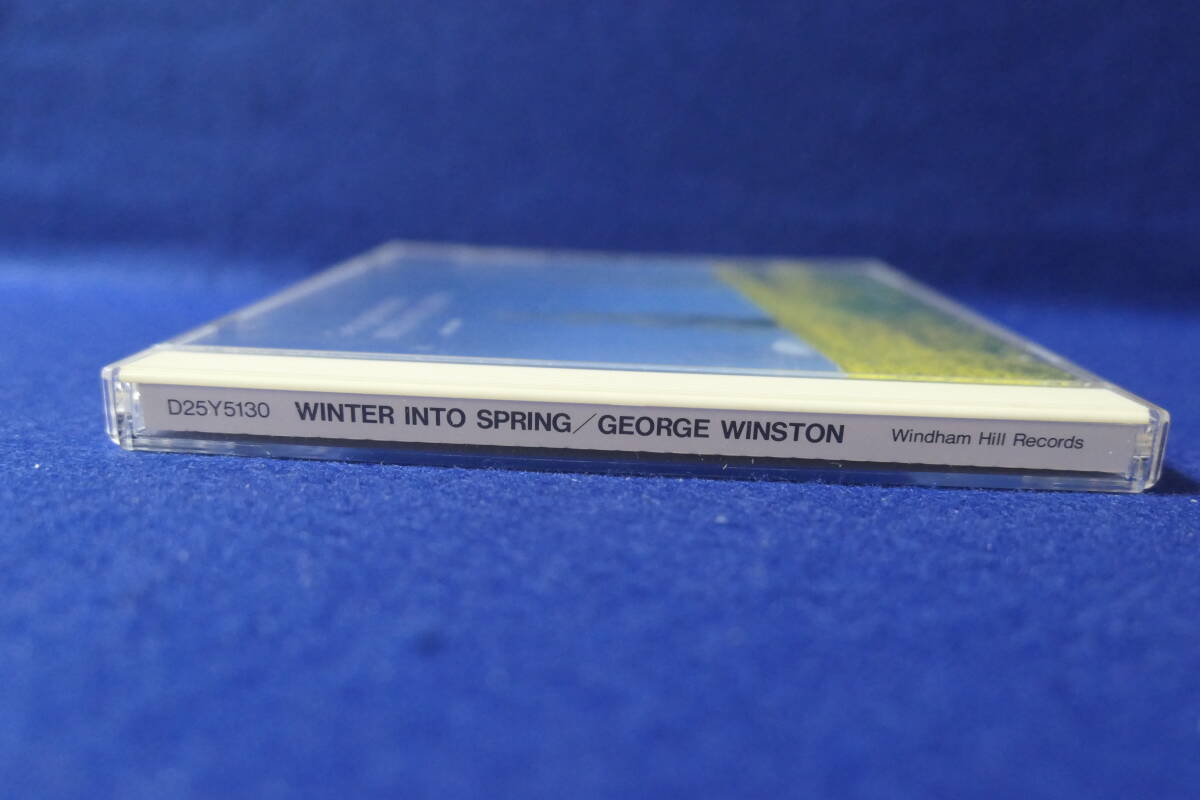 D25Y5130 WINTER INTO SPRING/GEORGE WINSTON Windham Hill Records